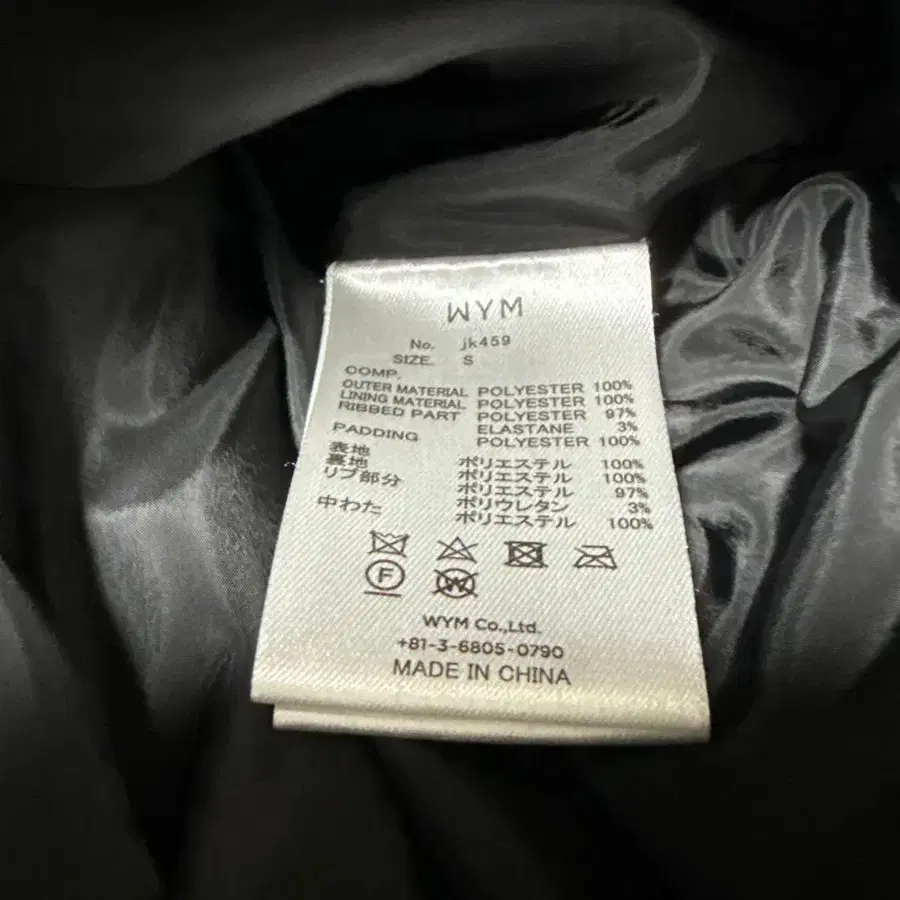 WYM
No. jk459
SIZE. S
COMP.
OUTER MATERIAL POLYESTER 100%
LINING MATERIAL POLYESTER 100%
RIBBED PART POLYESTER 97%
ELASTANE 3%
PADDING POLYESTER 100%
表地 ポリエステル 100%
裏地 ポリエステル 100%
リブ部分 ポリエステル 97%
ポリウレタン 3%
中わた ポリエステル 100%
F W
WYM Co.,Ltd.
+81-3-6805-0790
MADE IN CHINA